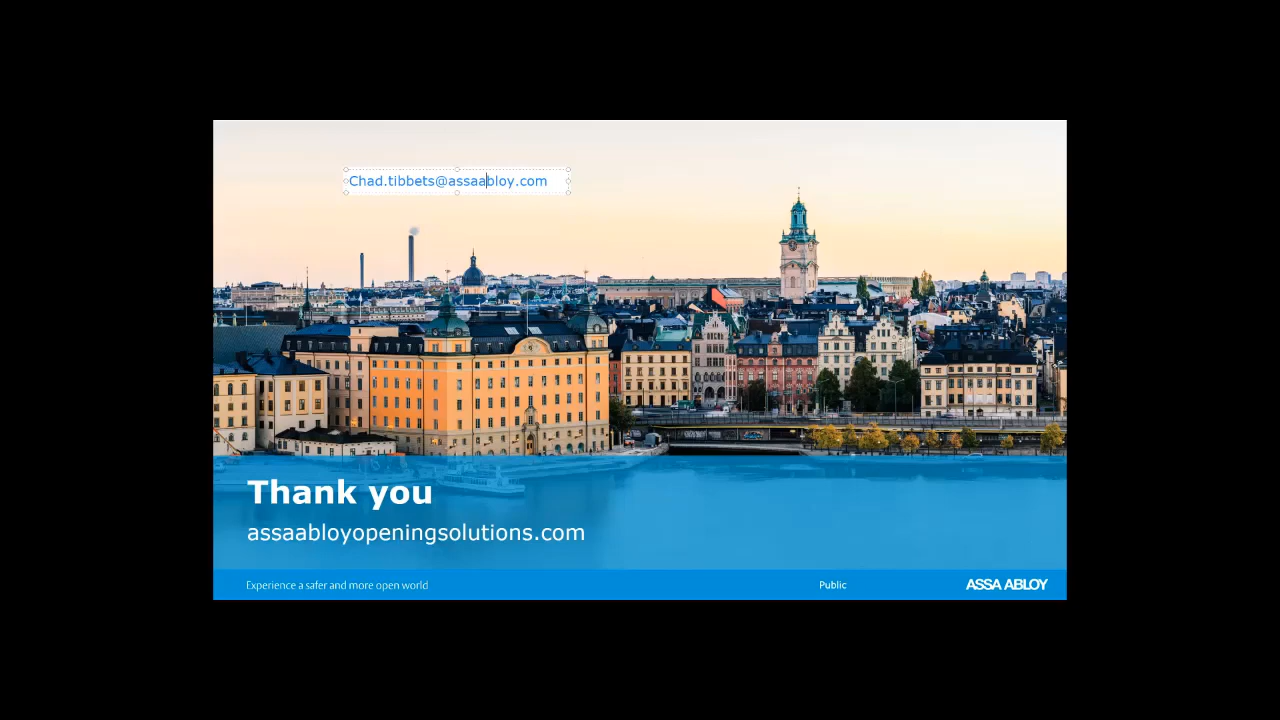 Chad.tibbets@assaabloy.com
Thank you
assaabloyopeningsolutions.com
Experience a safer and more open world
Public
ASSA ABLOY